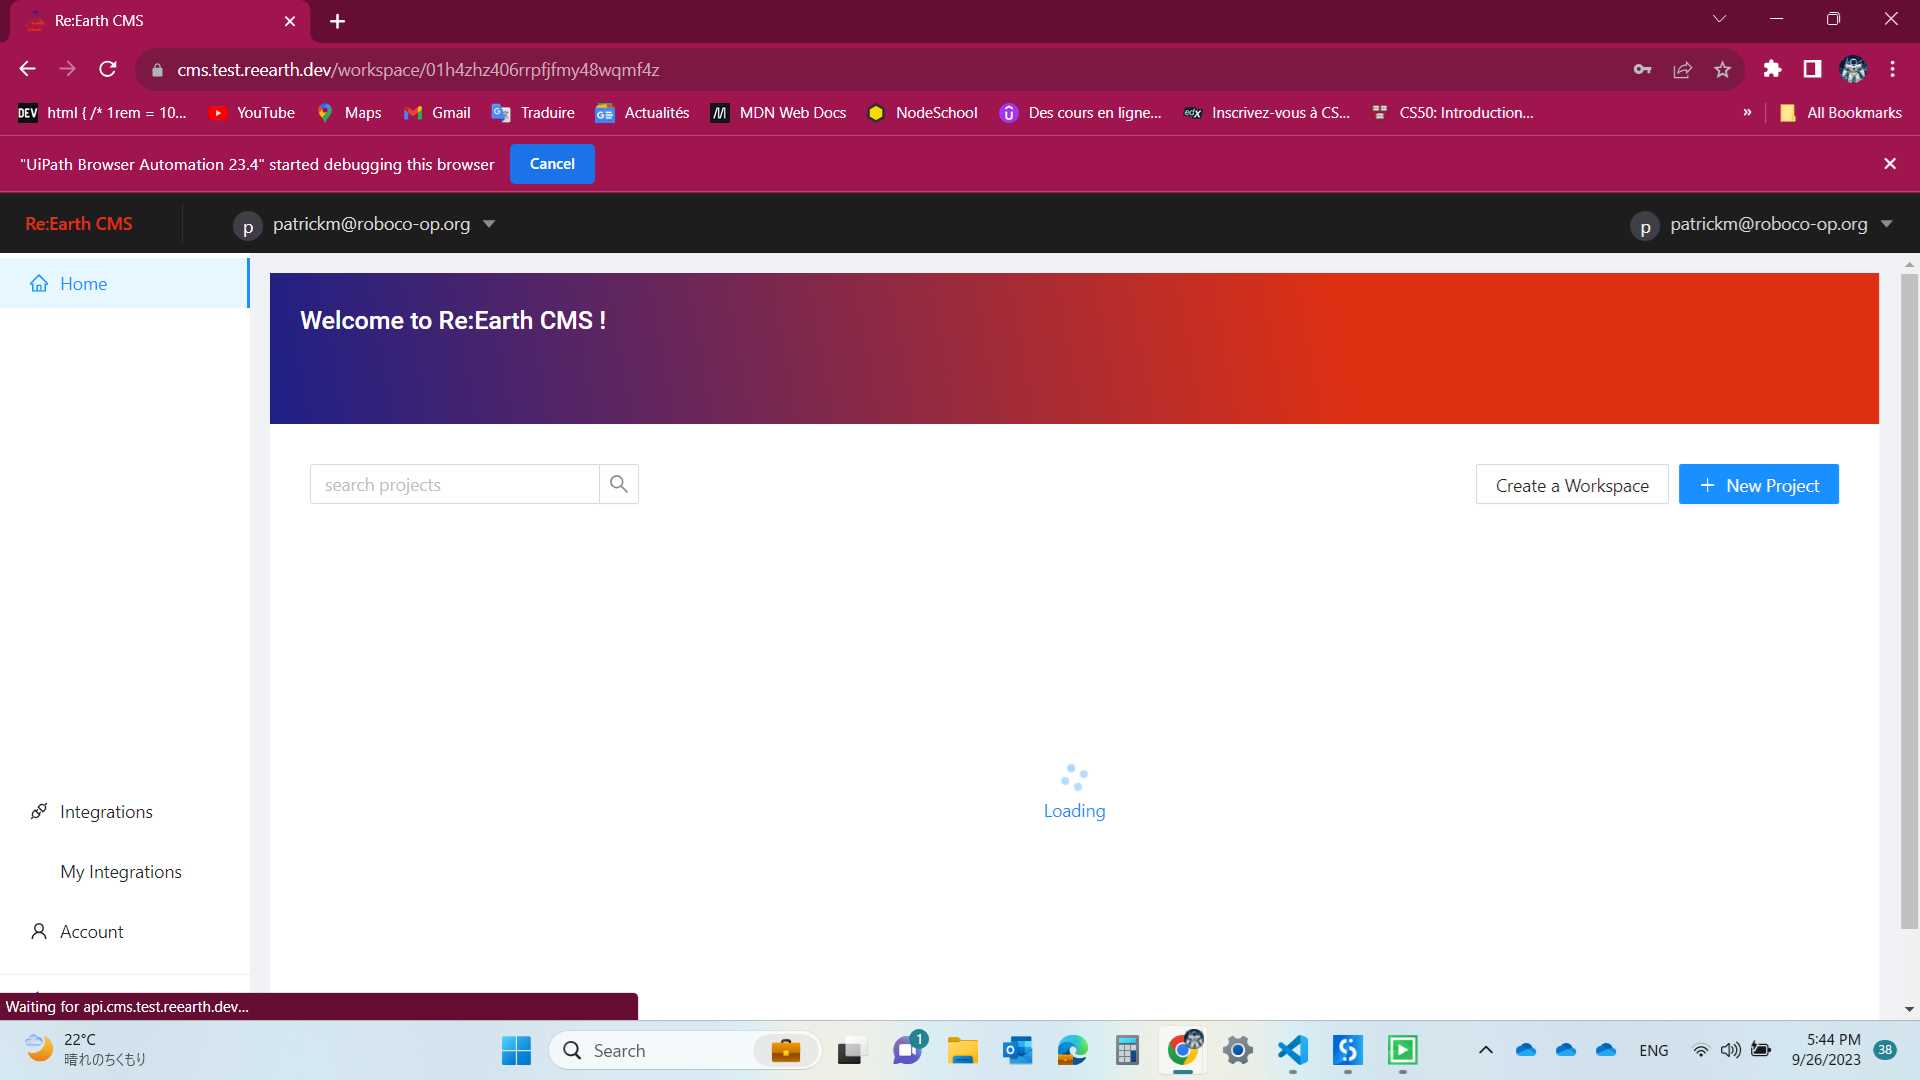 Re:Earth CMS
cms.test.reearth.dev/workspace/01h4zhz406rrpfjfmy48wqmf4z
DEV html { /* 1rem = 10... YouTube Maps Gmail Traduire Actualités MDN Web Docs NodeSchool Des cours en ligne... edX Inscrivez-vous à CS... CS50: Introduction... » All Bookmarks
"UiPath Browser Automation 23.4" started debugging this browser Cancel
Re:Earth CMS p patrickm@roboco-op.org p patrickm@roboco-op.org
Home
Welcome to Re:Earth CMS !
search projects Create a Workspace + New Project
Loading
Integrations
My Integrations
Account
Waiting for api.cms.test.reearth.dev...
22°C
晴れのちくもり
Search
1
ENG
5:44 PM
9/26/2023
38